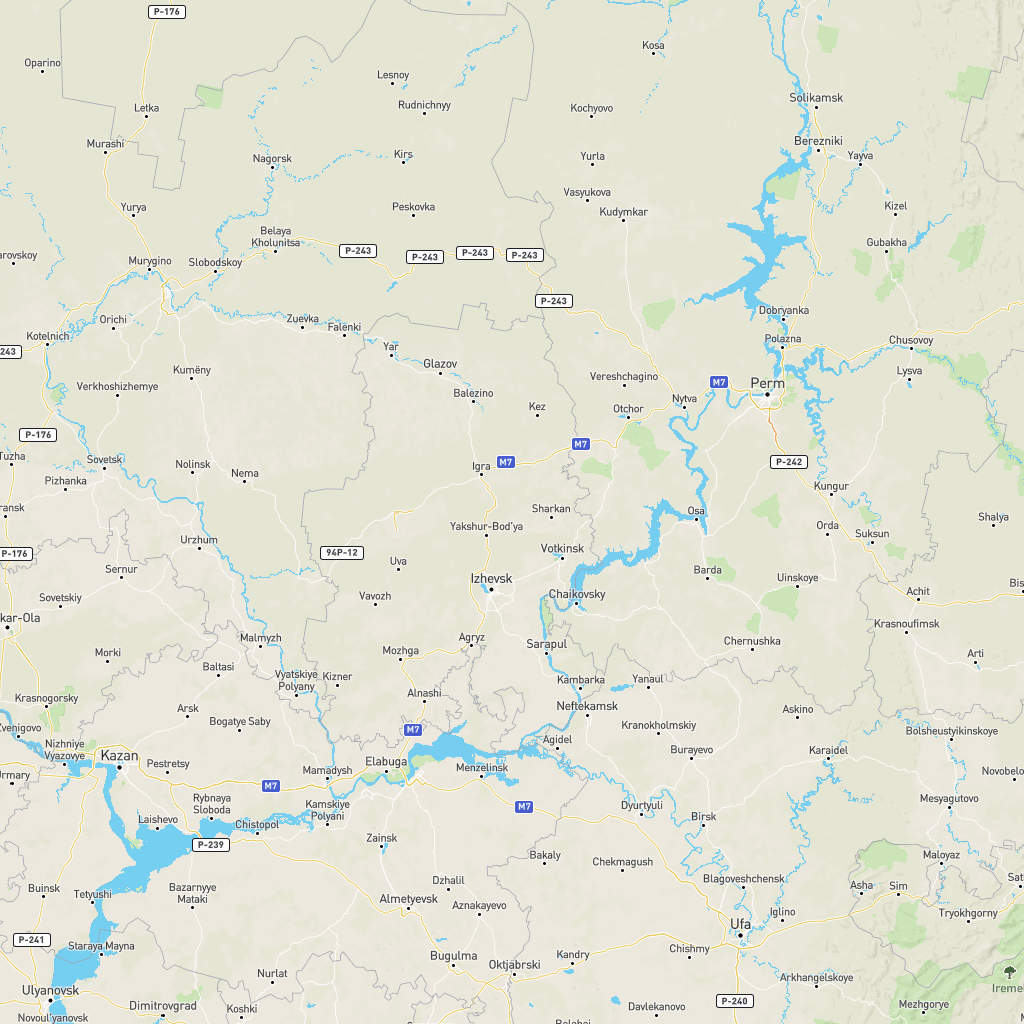 P-176
Kosa
Oparino
Lesnoy
Solikamsk
Rudnichnyy
Letka
Kochyovo
Murashi
Berezniki
Yayva
Kirs
Nagorsk
Yurla
Vasyukova
Peskovka
Yurya
Kudymkar
Kizel
Belaya
Kholunitsa
Gubakha
P-243
P-243
P-243
P-243
arovskoy
Murygino
Slobodskoy
P-243
Dobryanka
Orichi
Zuevka
Falenki
Kotelnich
Polazna
Chusovoy
243
Yar
Glazov
Kumëny
Vereshchagino
M7
Perm
Lysva
Verkhoshizhemye
Balezino
Kez
Otchor
Nytva
P-176
M7
Tuzha
Sovetsk
Nolinsk
Nema
Igra
M7
P-242
Pizhanka
Kungur
aransk
Sharkan
Osa
Shalya
Yakshur-Bod'ya
Orda
Suksun
P-176
Urzhum
94P-12
Votkinsk
Sernur
Uva
Izhevsk
Barda
Uinskoye
Sovetskiy
Vavozh
Chaikovsky
Achit
Bis
kar-Ola
Krasnoufimsk
Malmyzh
Agryz
Sarapul
Chernushka
Morki
Mozhga
Arti
Baltasi
Vyatskiye
Polyany
Kizner
Kambarka
Yanaul
Krasnogorsky
Alnashi
Neftekamsk
Arsk
Askino
Zvenigovo
Bogatye Saby
M7
Kranokholmskiy
Bolsheustyikinskoye
Nizhniye
Vyazovye
Kazan
Agidel
Burayevo
Karaidel
Urmary
Pestretsy
Mamadysh
Elabuga
Menzelinsk
Novobelo
M7
Rybnaya
Sloboda
Kamskiye
Polyani
M7
Dyurtyuli
Birsk
Mesyagutovo
Laishevo
Chistopol
Zainsk
P-239
Bakaly
Chekmagush
Maloyaz
Buinsk
Tetyushi
Bazarnyye
Mataki
Dzhalil
Blagoveshchensk
Asha
Sim
Sat
Almetyevsk
Aznakayevo
Ufa
Iglino
Tryokhgorny
P-241
Staraya Mayna
Bugulma
Kandry
Chishmy
Oktjabrski
Nurlat
Arkhangelskoye
Ireme
Ulyanovsk
Dimitrovgrad
Koshki
P-240
Mezhgorye
Novoul'yanovsk
Davlekanovo